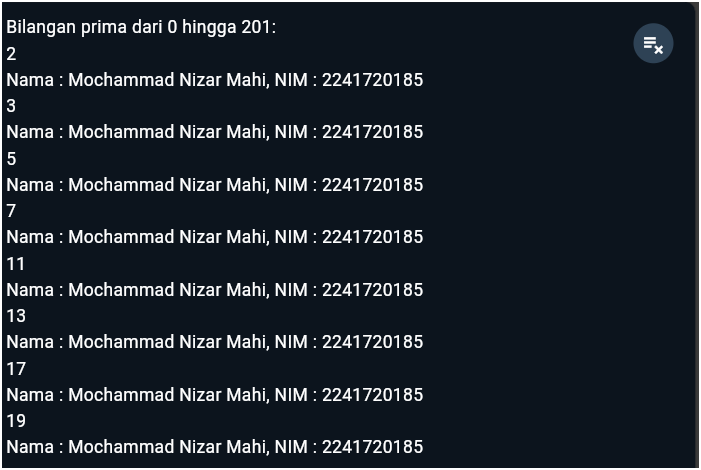 Bilangan prima dari 0 hingga 201:
2
Nama : Mochammad Nizar Mahi, NIM : 2241720185
3
Nama : Mochammad Nizar Mahi, NIM : 2241720185
5
Nama : Mochammad Nizar Mahi, NIM : 2241720185
7
Nama : Mochammad Nizar Mahi, NIM : 2241720185
11
Nama : Mochammad Nizar Mahi, NIM : 2241720185
13
Nama : Mochammad Nizar Mahi, NIM : 2241720185
17
Nama : Mochammad Nizar Mahi, NIM : 2241720185
19
Nama : Mochammad Nizar Mahi, NIM : 2241720185